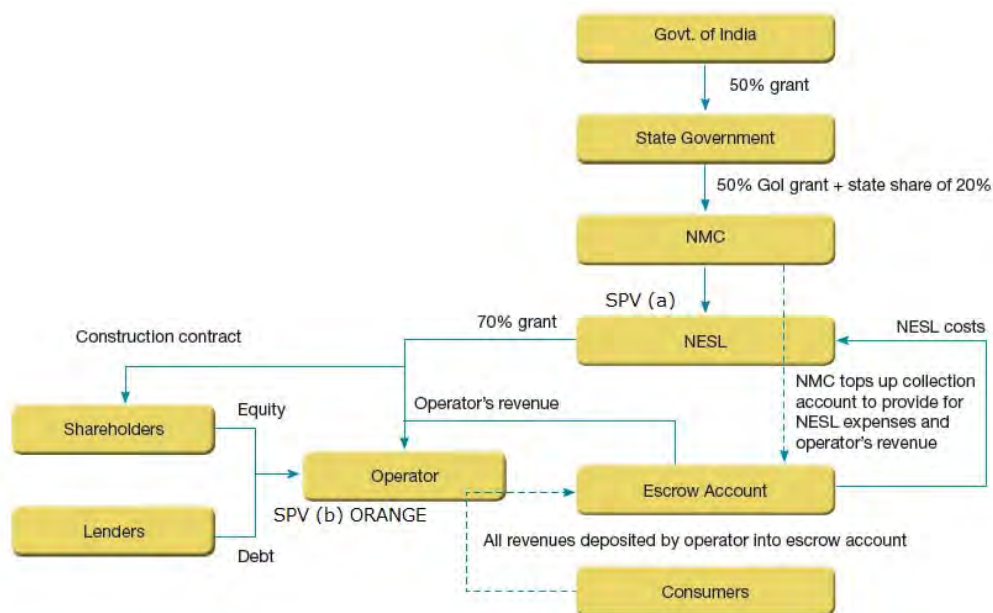 Govt. of India
50% grant
State Government
50% GoI grant + state share of 20%
NMC
SPV (a)
Construction contract
70% grant
NESL
NESL costs
NMC tops up collection
account to provide for
NESL expenses and
operator's revenue
Shareholders
Equity
Operator's revenue
Operator
Escrow Account
SPV (b) ORANGE
Lenders
Debt
All revenues deposited by operator into escrow account
Consumers